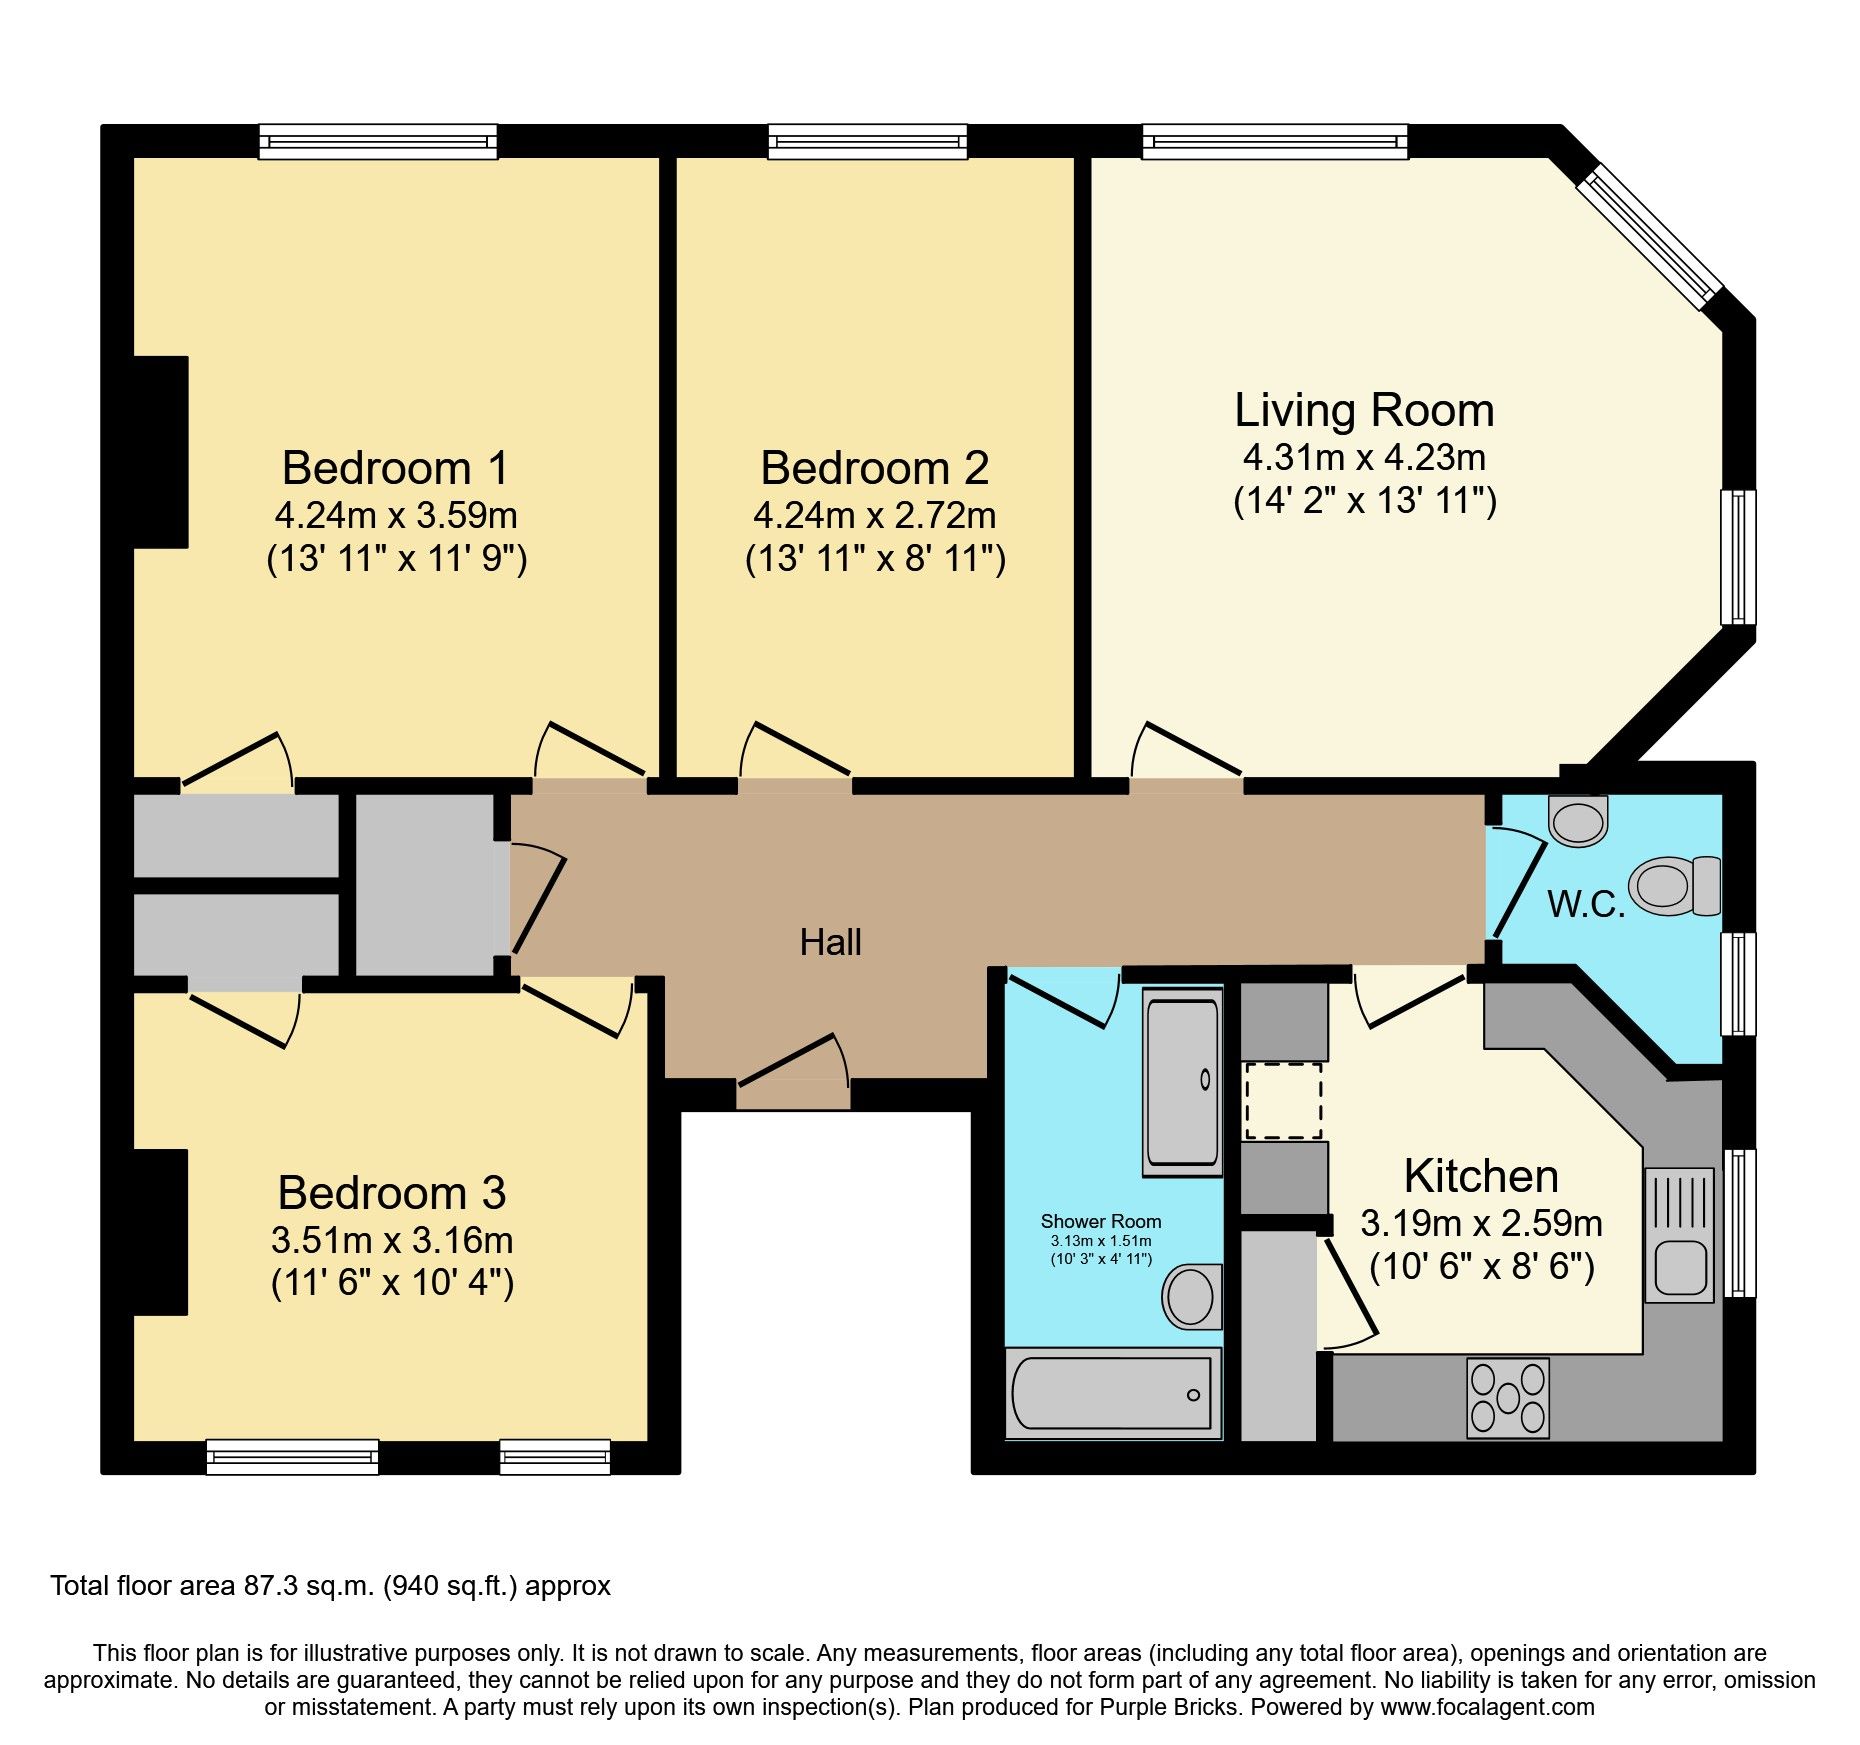 Bedroom 1
4.24m x 3.59m
(13' 11" x 11' 9")
Bedroom 2
4.24m x 2.72m
(13' 11" x 8' 11")
Living Room
4.31m x 4.23m
(14' 2" x 13' 11")
Hall
W.C.
Bedroom 3
3.51m x 3.16m
(11' 6" x 10' 4")
Shower Room
3.13m x 1.51m
(10' 3" x 4' 11")
Kitchen
3.19m x 2.59m
(10' 6" x 8' 6")
Total floor area 87.3 sq.m. (940 sq.ft.) approx
This floor plan is for illustrative purposes only. It is not drawn to scale. Any measurements, floor areas (including any total floor area), openings and orientation are
approximate. No details are guaranteed, they cannot be relied upon for any purpose and they do not form part of any agreement. No liability is taken for any error, omission
or misstatement. A party must rely upon its own inspection(s). Plan produced for Purple Bricks. Powered by www.focalagent.com